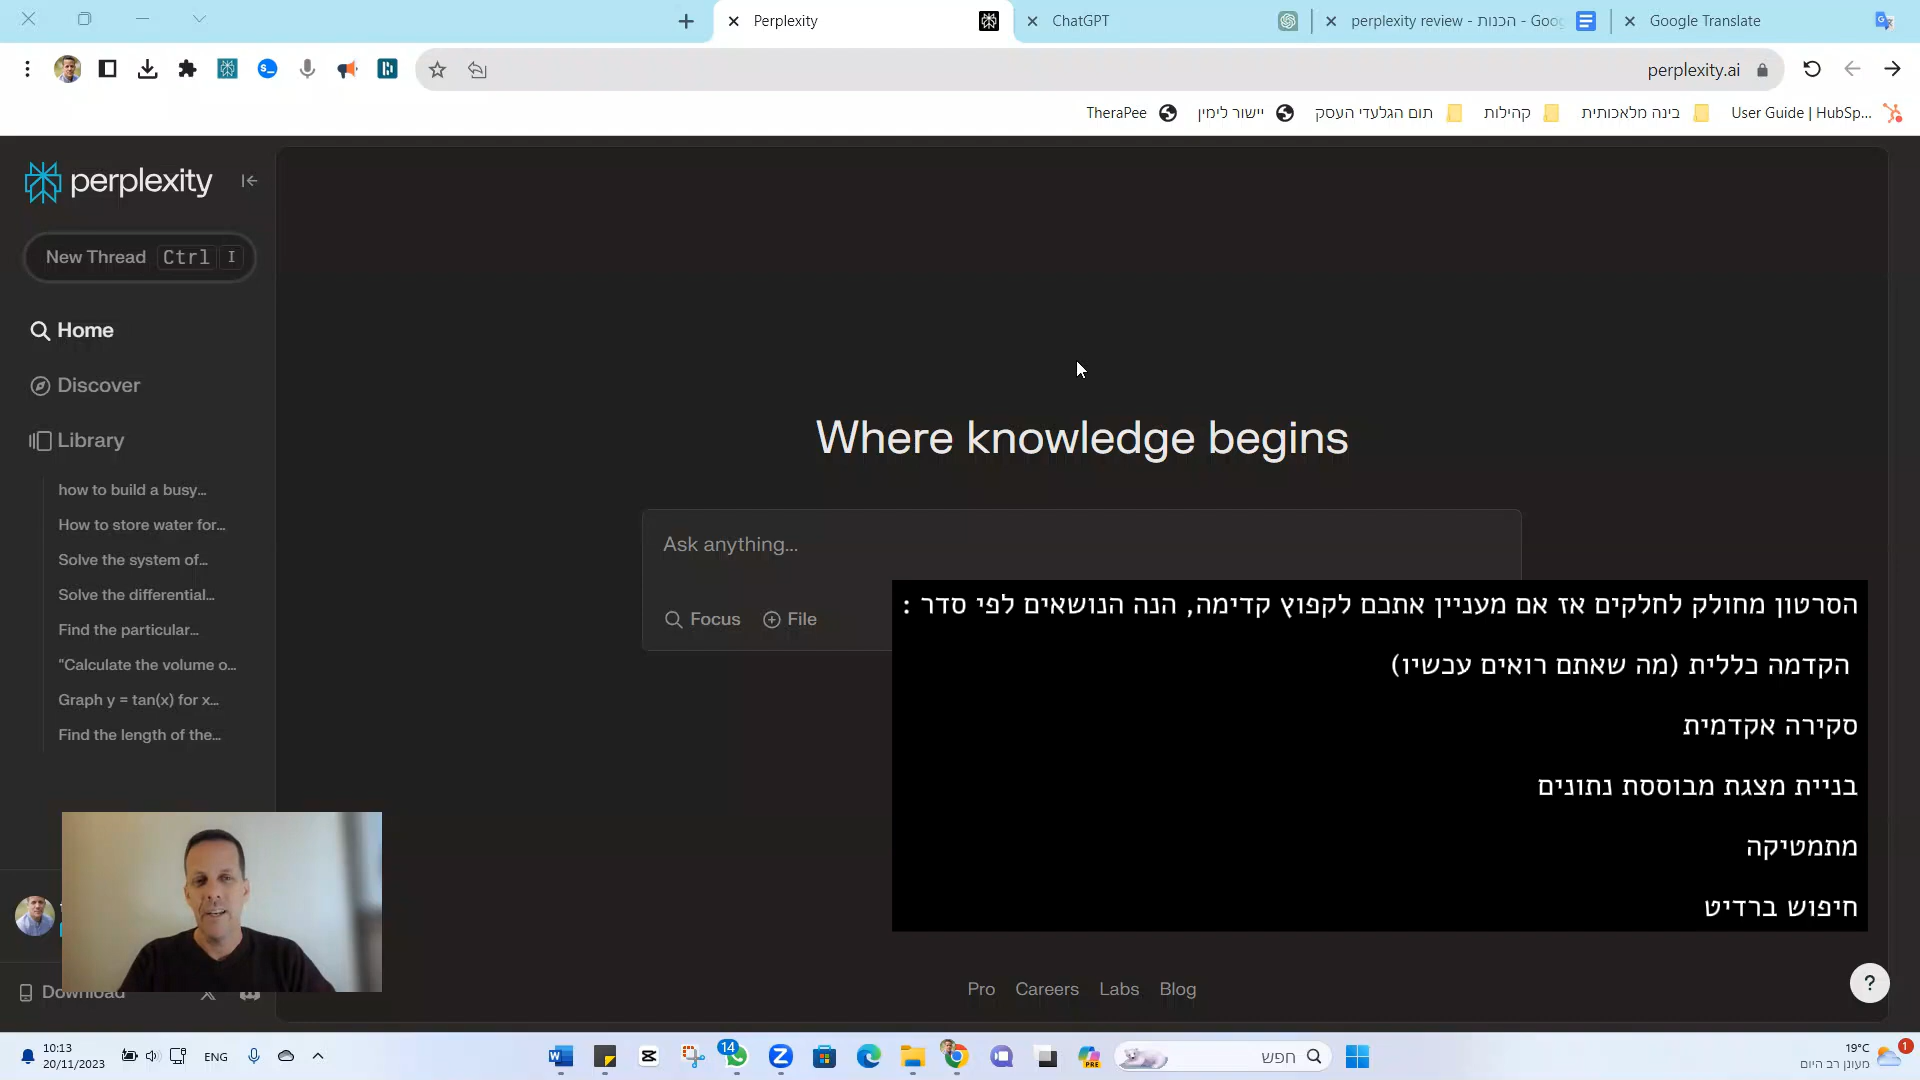 Perplexity
ChatGPT
perplexity review - הכנות - Goo
Google Translate
perplexity.ai
TheraPee
יישור לימין
תום הגלעדי העסק
קהילות
בינה מלאכותית
User Guide | HubSp...
perplexity
New Thread Ctrl I
Home
Discover
Library
how to build a busy...
How to store water for...
Solve the system of...
Solve the differential...
Find the particular...
"Calculate the volume o...
Graph y = tan(x) for x...
Find the length of the...
Download
Where knowledge begins
Ask anything...
Focus
File
הסרטון מחולק לחלקים אז אם מעניין אתכם לקפוץ קדימה, הנה הנושאים לפי סדר :
הקדמה כללית (מה שאתם רואים עכשיו)
סקירה אקדמית
בניית מצגת מבוססת נתונים
מתמטיקה
חיפוש ברדיט
Pro Careers Labs Blog
?
10:13
20/11/2023
ENG
14
PRE
חפש
19°C
מעונן רב היום
1